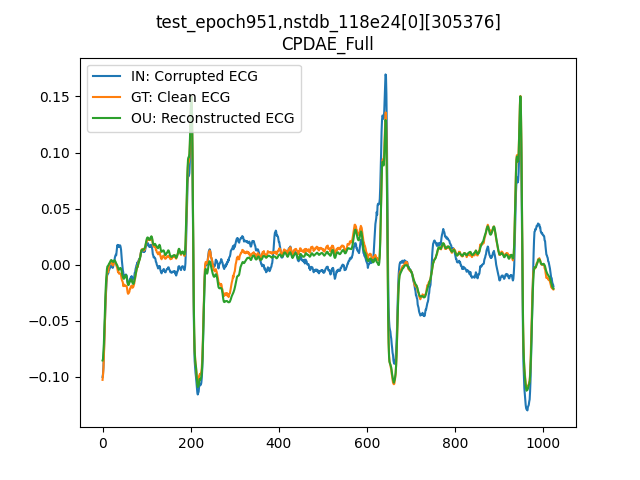 test_epoch951,nstdb_118e24[0][305376]
CPDAE_Full
IN: Corrupted ECG
GT: Clean ECG
OU: Reconstructed ECG
0.15
0.10
0.05
0.00
−0.05
−0.10
0 200 400 600 800 1000